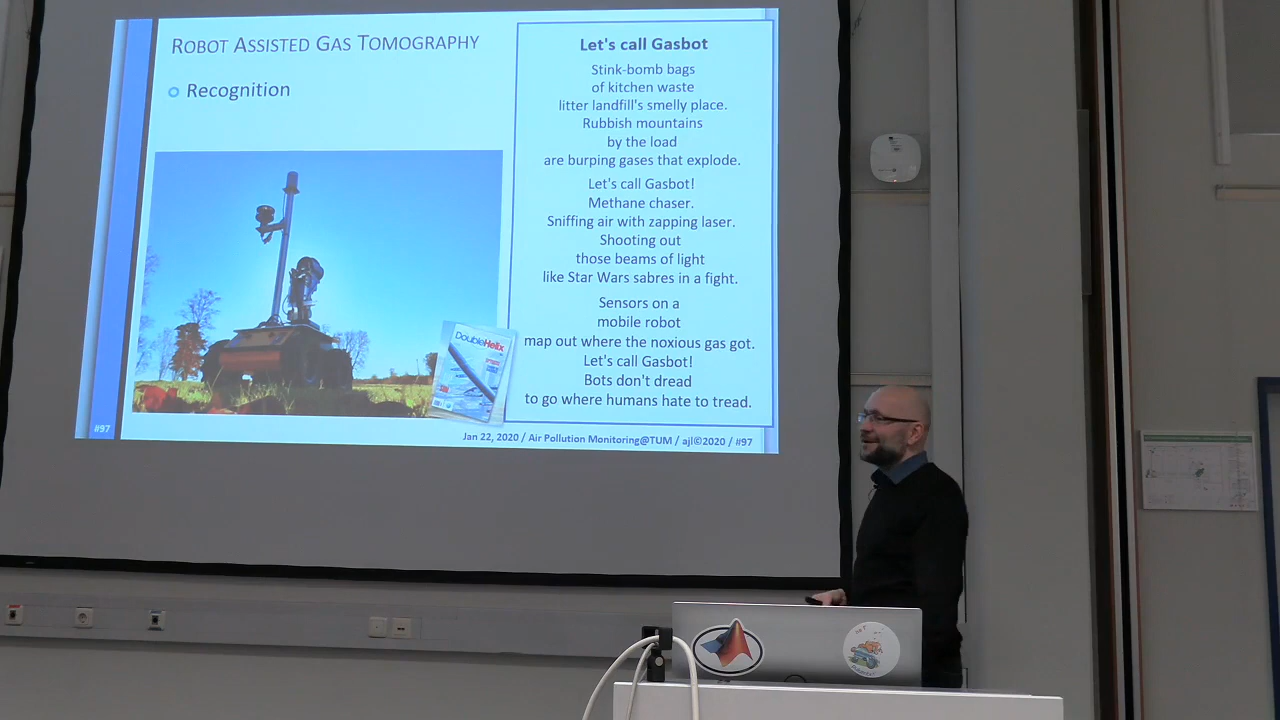 ROBOT ASSISTED GAS TOMOGRAPHY
Recognition
Let's call Gasbot
Stink-bomb bags
of kitchen waste
litter landfill's smelly place.
Rubbish mountains
by the load
are burping gases that explode.
Let's call Gasbot!
Methane chaser.
Sniffing air with zapping laser.
Shooting out
those beams of light
like Star Wars sabres in a fight.
Sensors on a
mobile robot
map out where the noxious gas got.
Let's call Gasbot!
Bots don't dread
to go where humans hate to tread.
DoubleHelix
#97
Jan 22, 2020 / Air Pollution Monitoring@TUM / ajl©2020 / #97